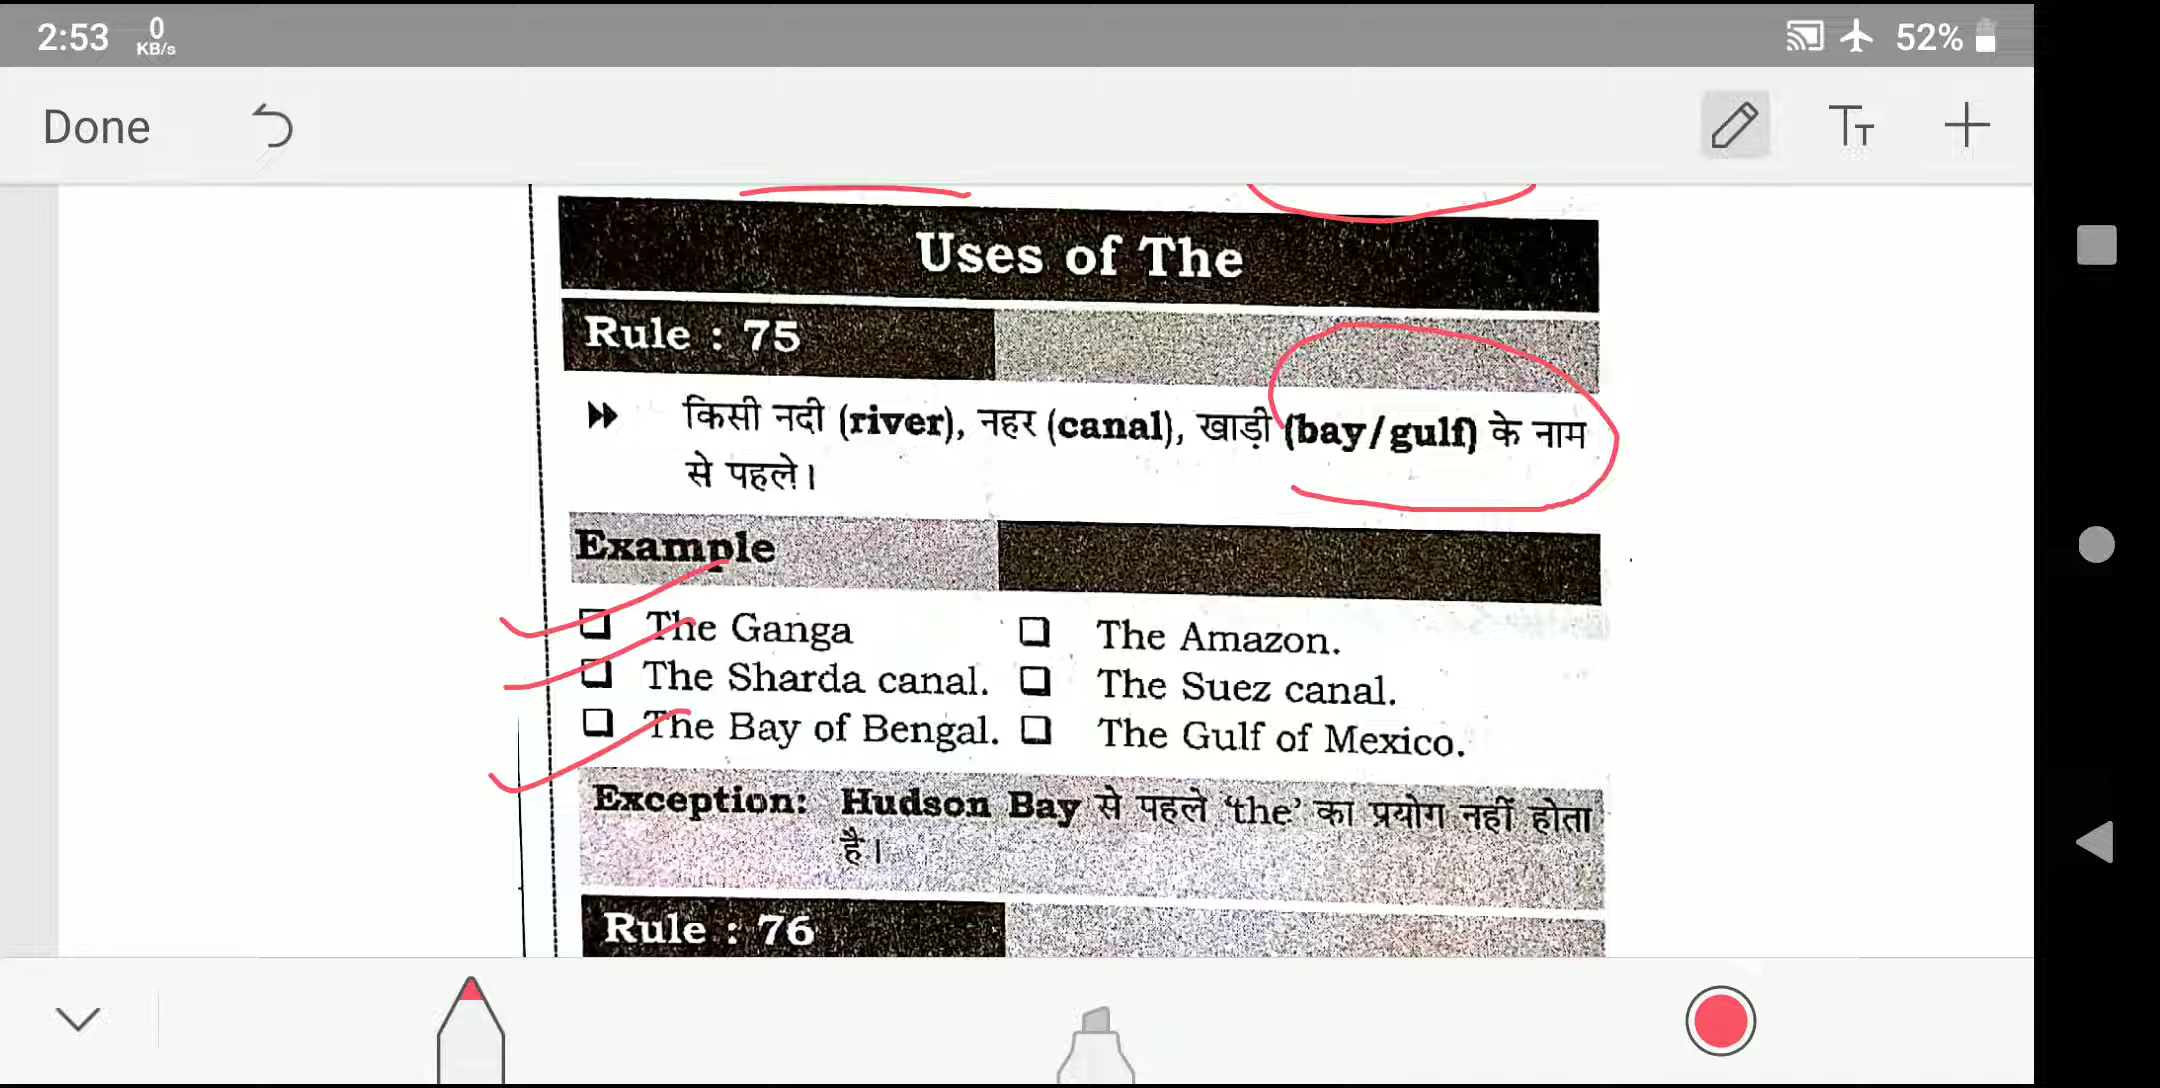 2:53 0 KB/s 52%
Done TT
Uses of The
Rule : 75
किसी नदी (river), नहर (canal), खाड़ी (bay/gulf) के नाम
से पहले।
Example
The Ganga The Amazon.
The Sharda canal. The Suez canal.
The Bay of Bengal. The Gulf of Mexico.
Exception: Hudson Bay से पहले ‘the’ का प्रयोग नहीं होता
है।
Rule : 76